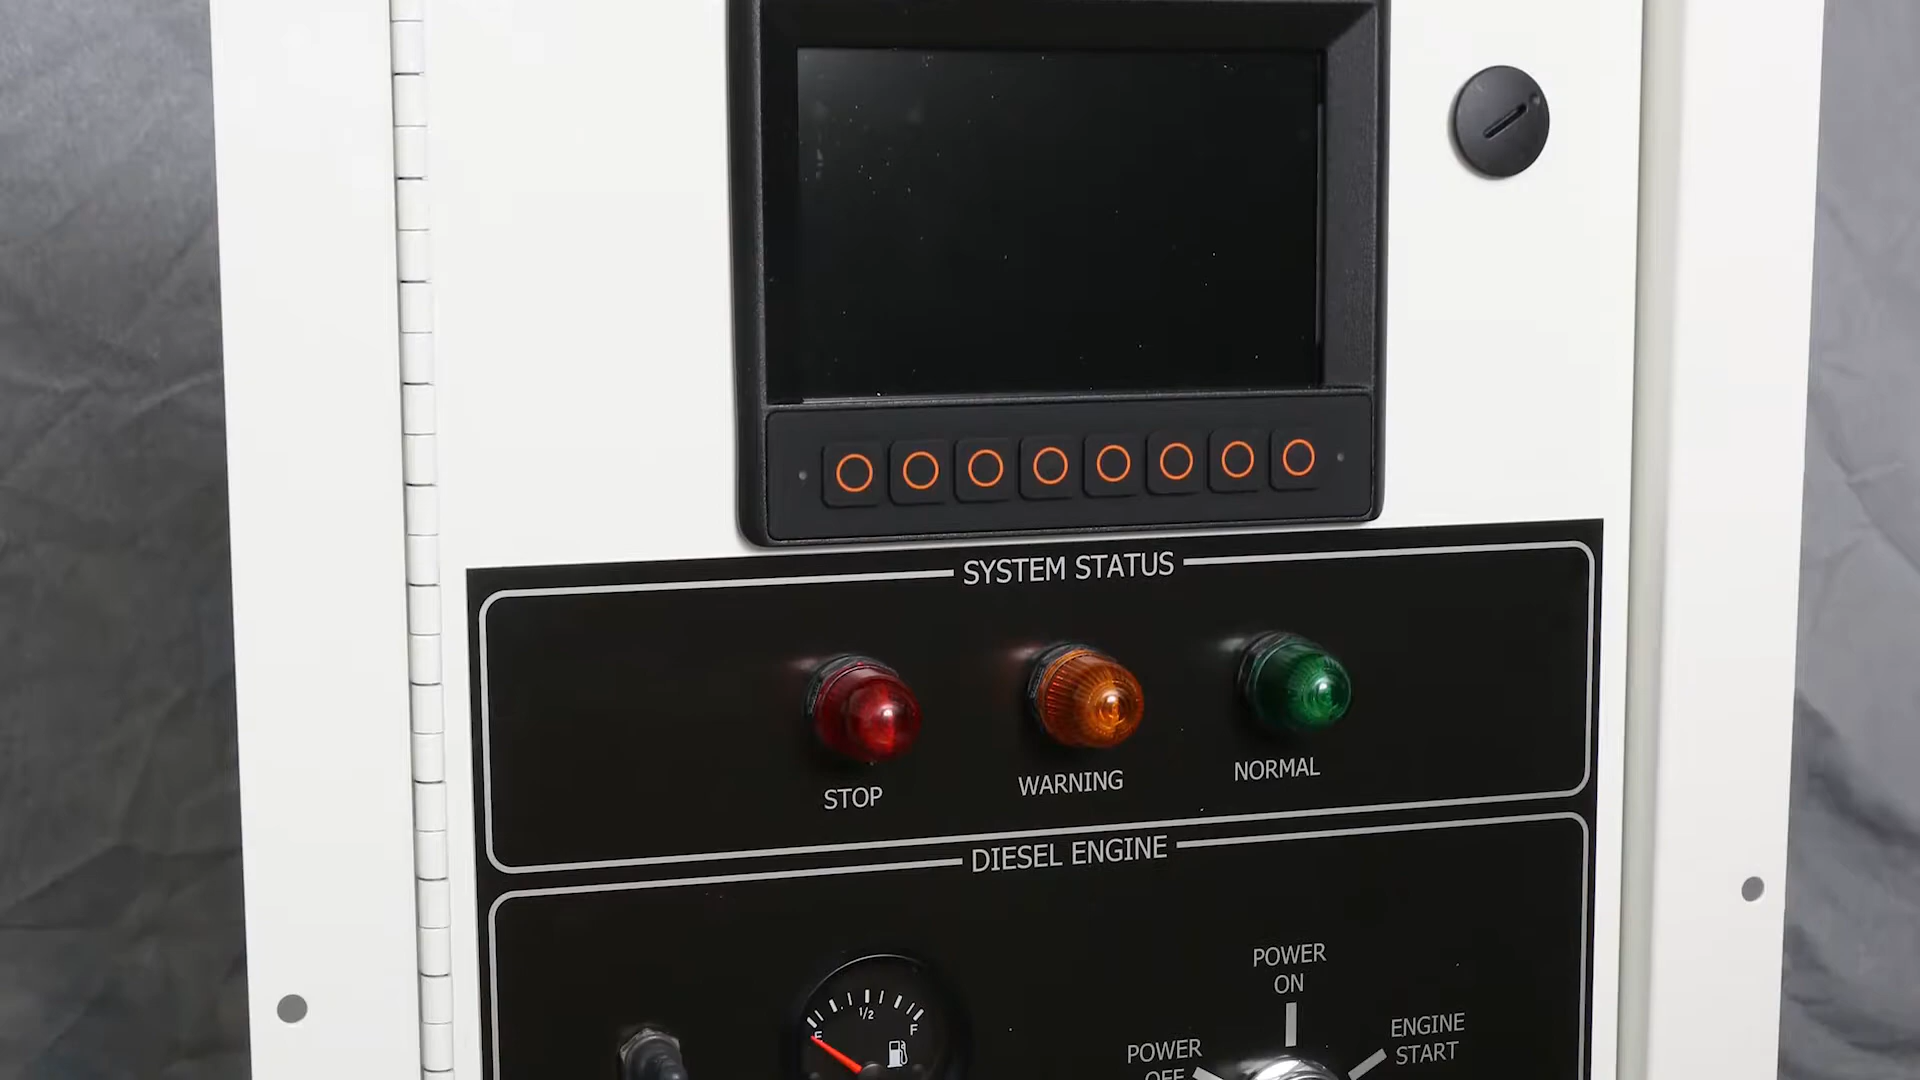 SYSTEM STATUS
STOP
WARNING
NORMAL
DIESEL ENGINE
E
1/2
F
POWER
ON
ENGINE
START
POWER
OFF